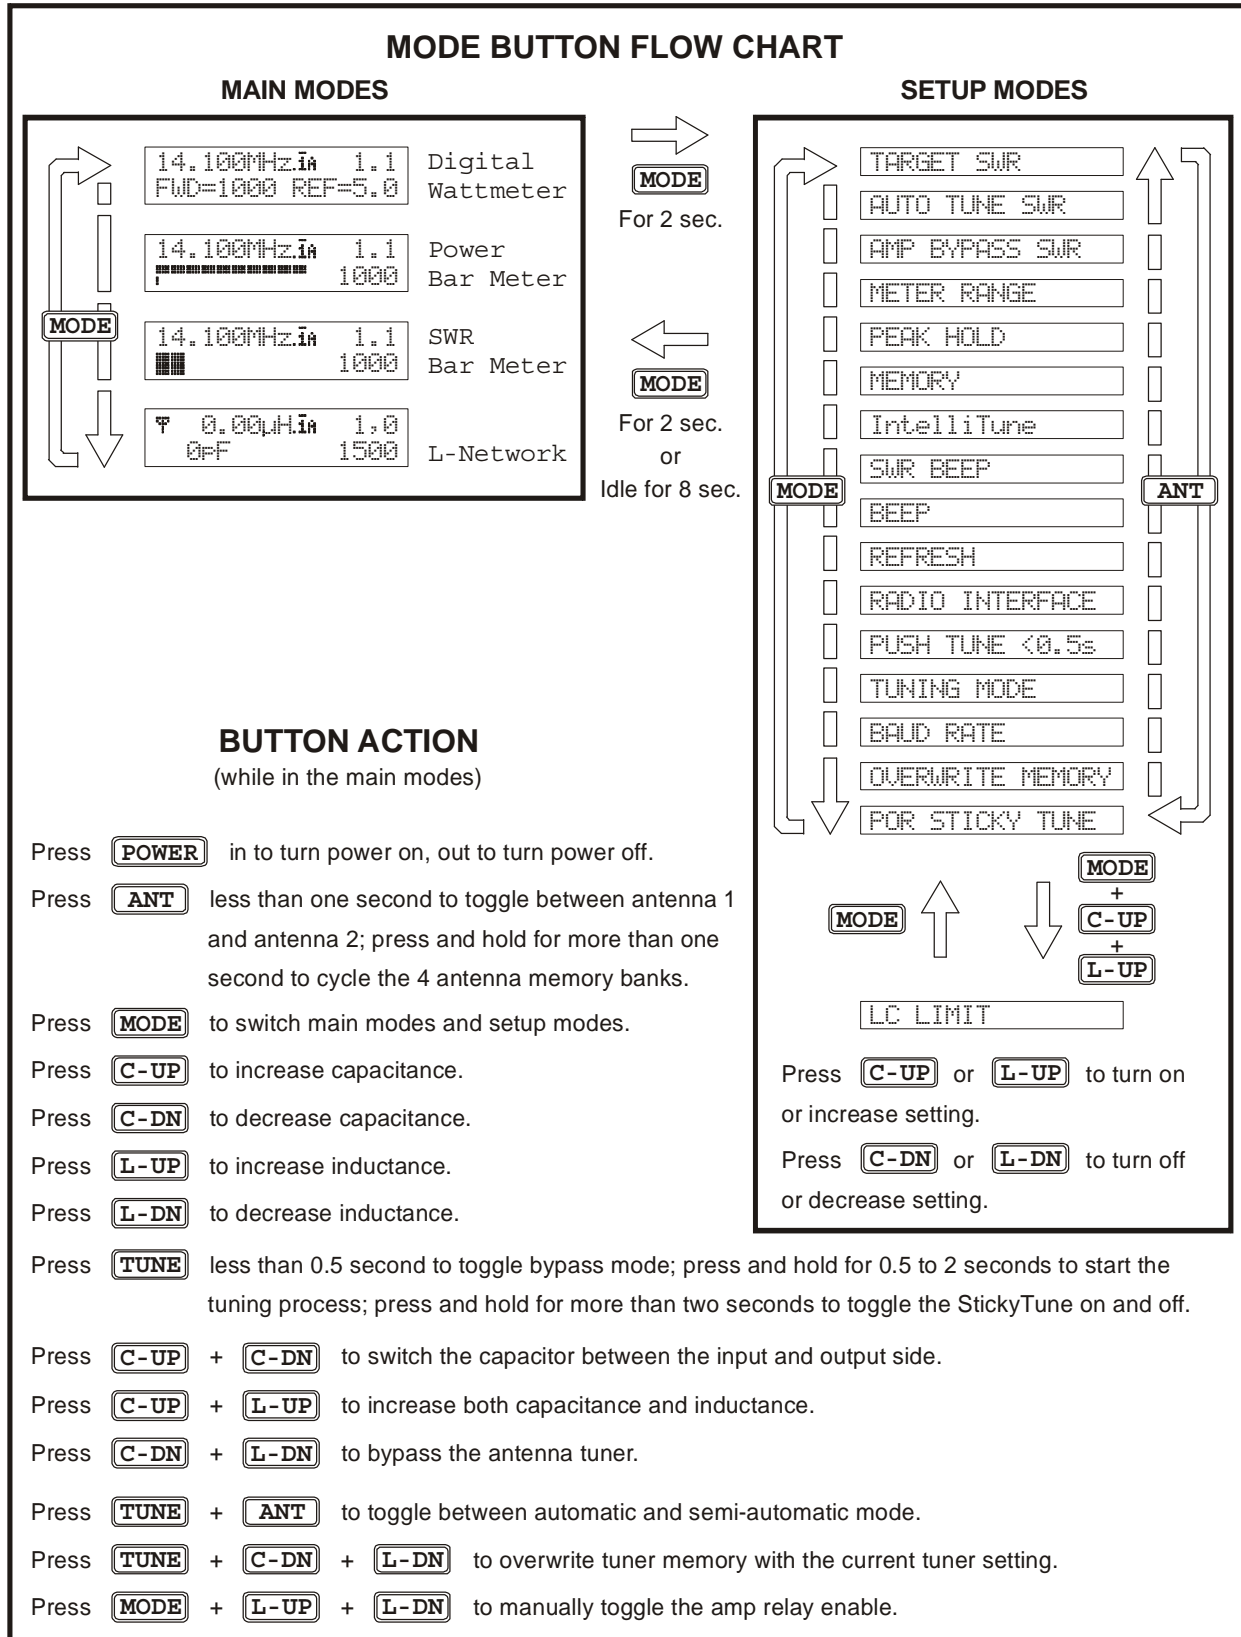 MODE BUTTON FLOW CHART
MAIN MODES
14.100MHz.iA 1.1
FWD=1000 REF=5.0
Digital
Wattmeter
14.100MHz.iA 1.1
1000
Power
Bar Meter
MODE
14.100MHz.iA 1.1
1000
SWR
Bar Meter
0.00µH.iA 1,0
0pF 1500
L-Network
MODE
For 2 sec.
MODE
For 2 sec.
or
Idle for 8 sec.
SETUP MODES
TARGET SWR
AUTO TUNE SWR
AMP BYPASS SWR
METER RANGE
PEAK HOLD
MEMORY
IntelliTune
SWR BEEP
MODE
ANT
BEEP
REFRESH
RADIO INTERFACE
PUSH TUNE <0.5s
TUNING MODE
BAUD RATE
OVERWRITE MEMORY
POR STICKY TUNE
MODE
MODE
+
C-UP
+
L-UP
LC LIMIT
Press C-UP or L-UP to turn on
or increase setting.
Press C-DN or L-DN to turn off
or decrease setting.
BUTTON ACTION
(while in the main modes)
Press POWER in to turn power on, out to turn power off.
Press ANT less than one second to toggle between antenna 1
and antenna 2; press and hold for more than one
second to cycle the 4 antenna memory banks.
Press MODE to switch main modes and setup modes.
Press C-UP to increase capacitance.
Press C-DN to decrease capacitance.
Press L-UP to increase inductance.
Press L-DN to decrease inductance.
Press TUNE less than 0.5 second to toggle bypass mode; press and hold for 0.5 to 2 seconds to start the
tuning process; press and hold for more than two seconds to toggle the StickyTune on and off.
Press C-UP + C-DN to switch the capacitor between the input and output side.
Press C-UP + L-UP to increase both capacitance and inductance.
Press C-DN + L-DN to bypass the antenna tuner.
Press TUNE + ANT to toggle between automatic and semi-automatic mode.
Press TUNE + C-DN + L-DN to overwrite tuner memory with the current tuner setting.
Press MODE + L-UP + L-DN to manually toggle the amp relay enable.